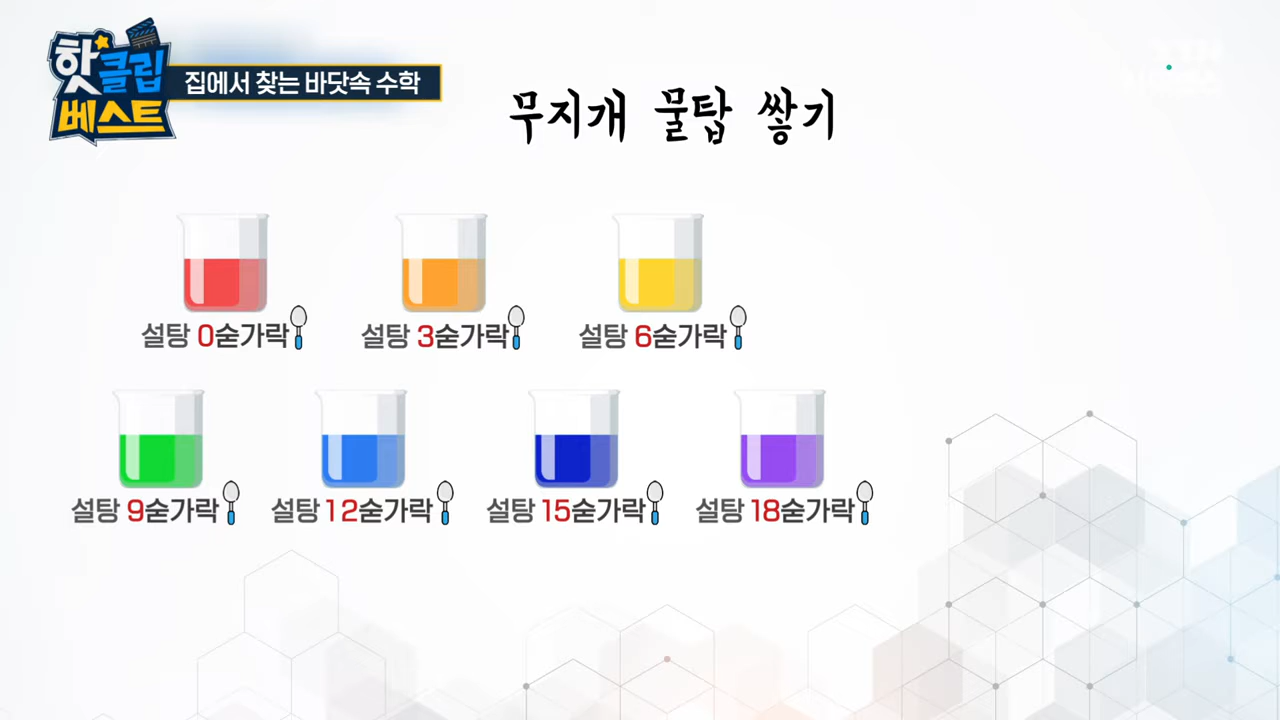 핫클립
베스트
집에서 찾는 바닷속 수학
YTN
무지개 물탑 쌓기
설탕 0숟가락
설탕 3숟가락
설탕 6숟가락
설탕 9숟가락
설탕 12숟가락
설탕 15숟가락
설탕 18숟가락